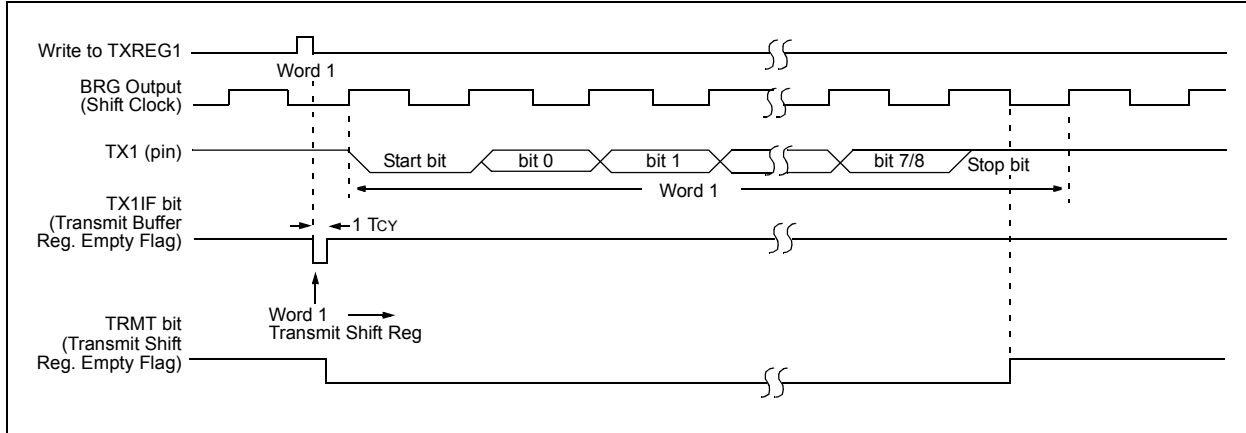 Write to TXREG1
Word 1
BRG Output
(Shift Clock)
TX1 (pin)
Start bit
bit 0
bit 1
bit 7/8
Stop bit
Word 1
TX1IF bit
(Transmit Buffer
Reg. Empty Flag)
1 TCY
Word 1
Transmit Shift Reg
TRMT bit
(Transmit Shift
Reg. Empty Flag)